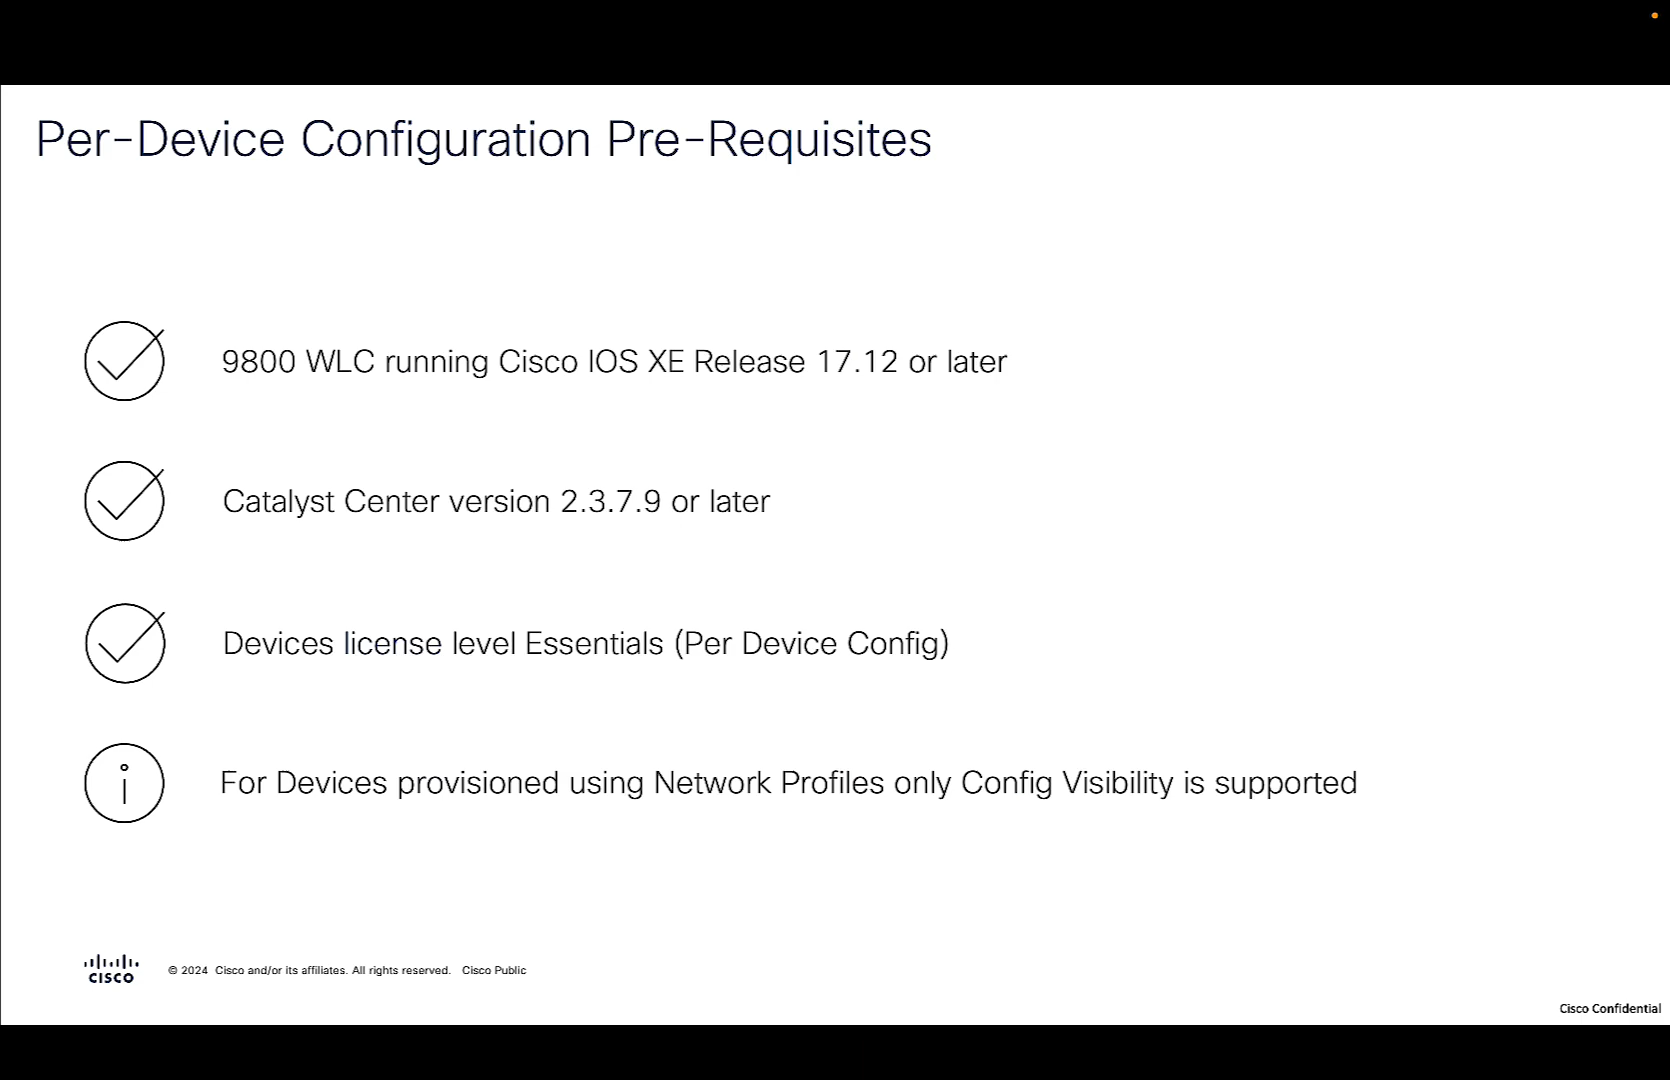 Per-Device Configuration Pre-Requisites
9800 WLC running Cisco IOS XE Release 17.12 or later
Catalyst Center version 2.3.7.9 or later
Devices license level Essentials (Per Device Config)
For Devices provisioned using Network Profiles only Config Visibility is supported
CISCO
© 2024 Cisco and/or its affiliates. All rights reserved. Cisco Public
Cisco Confidential